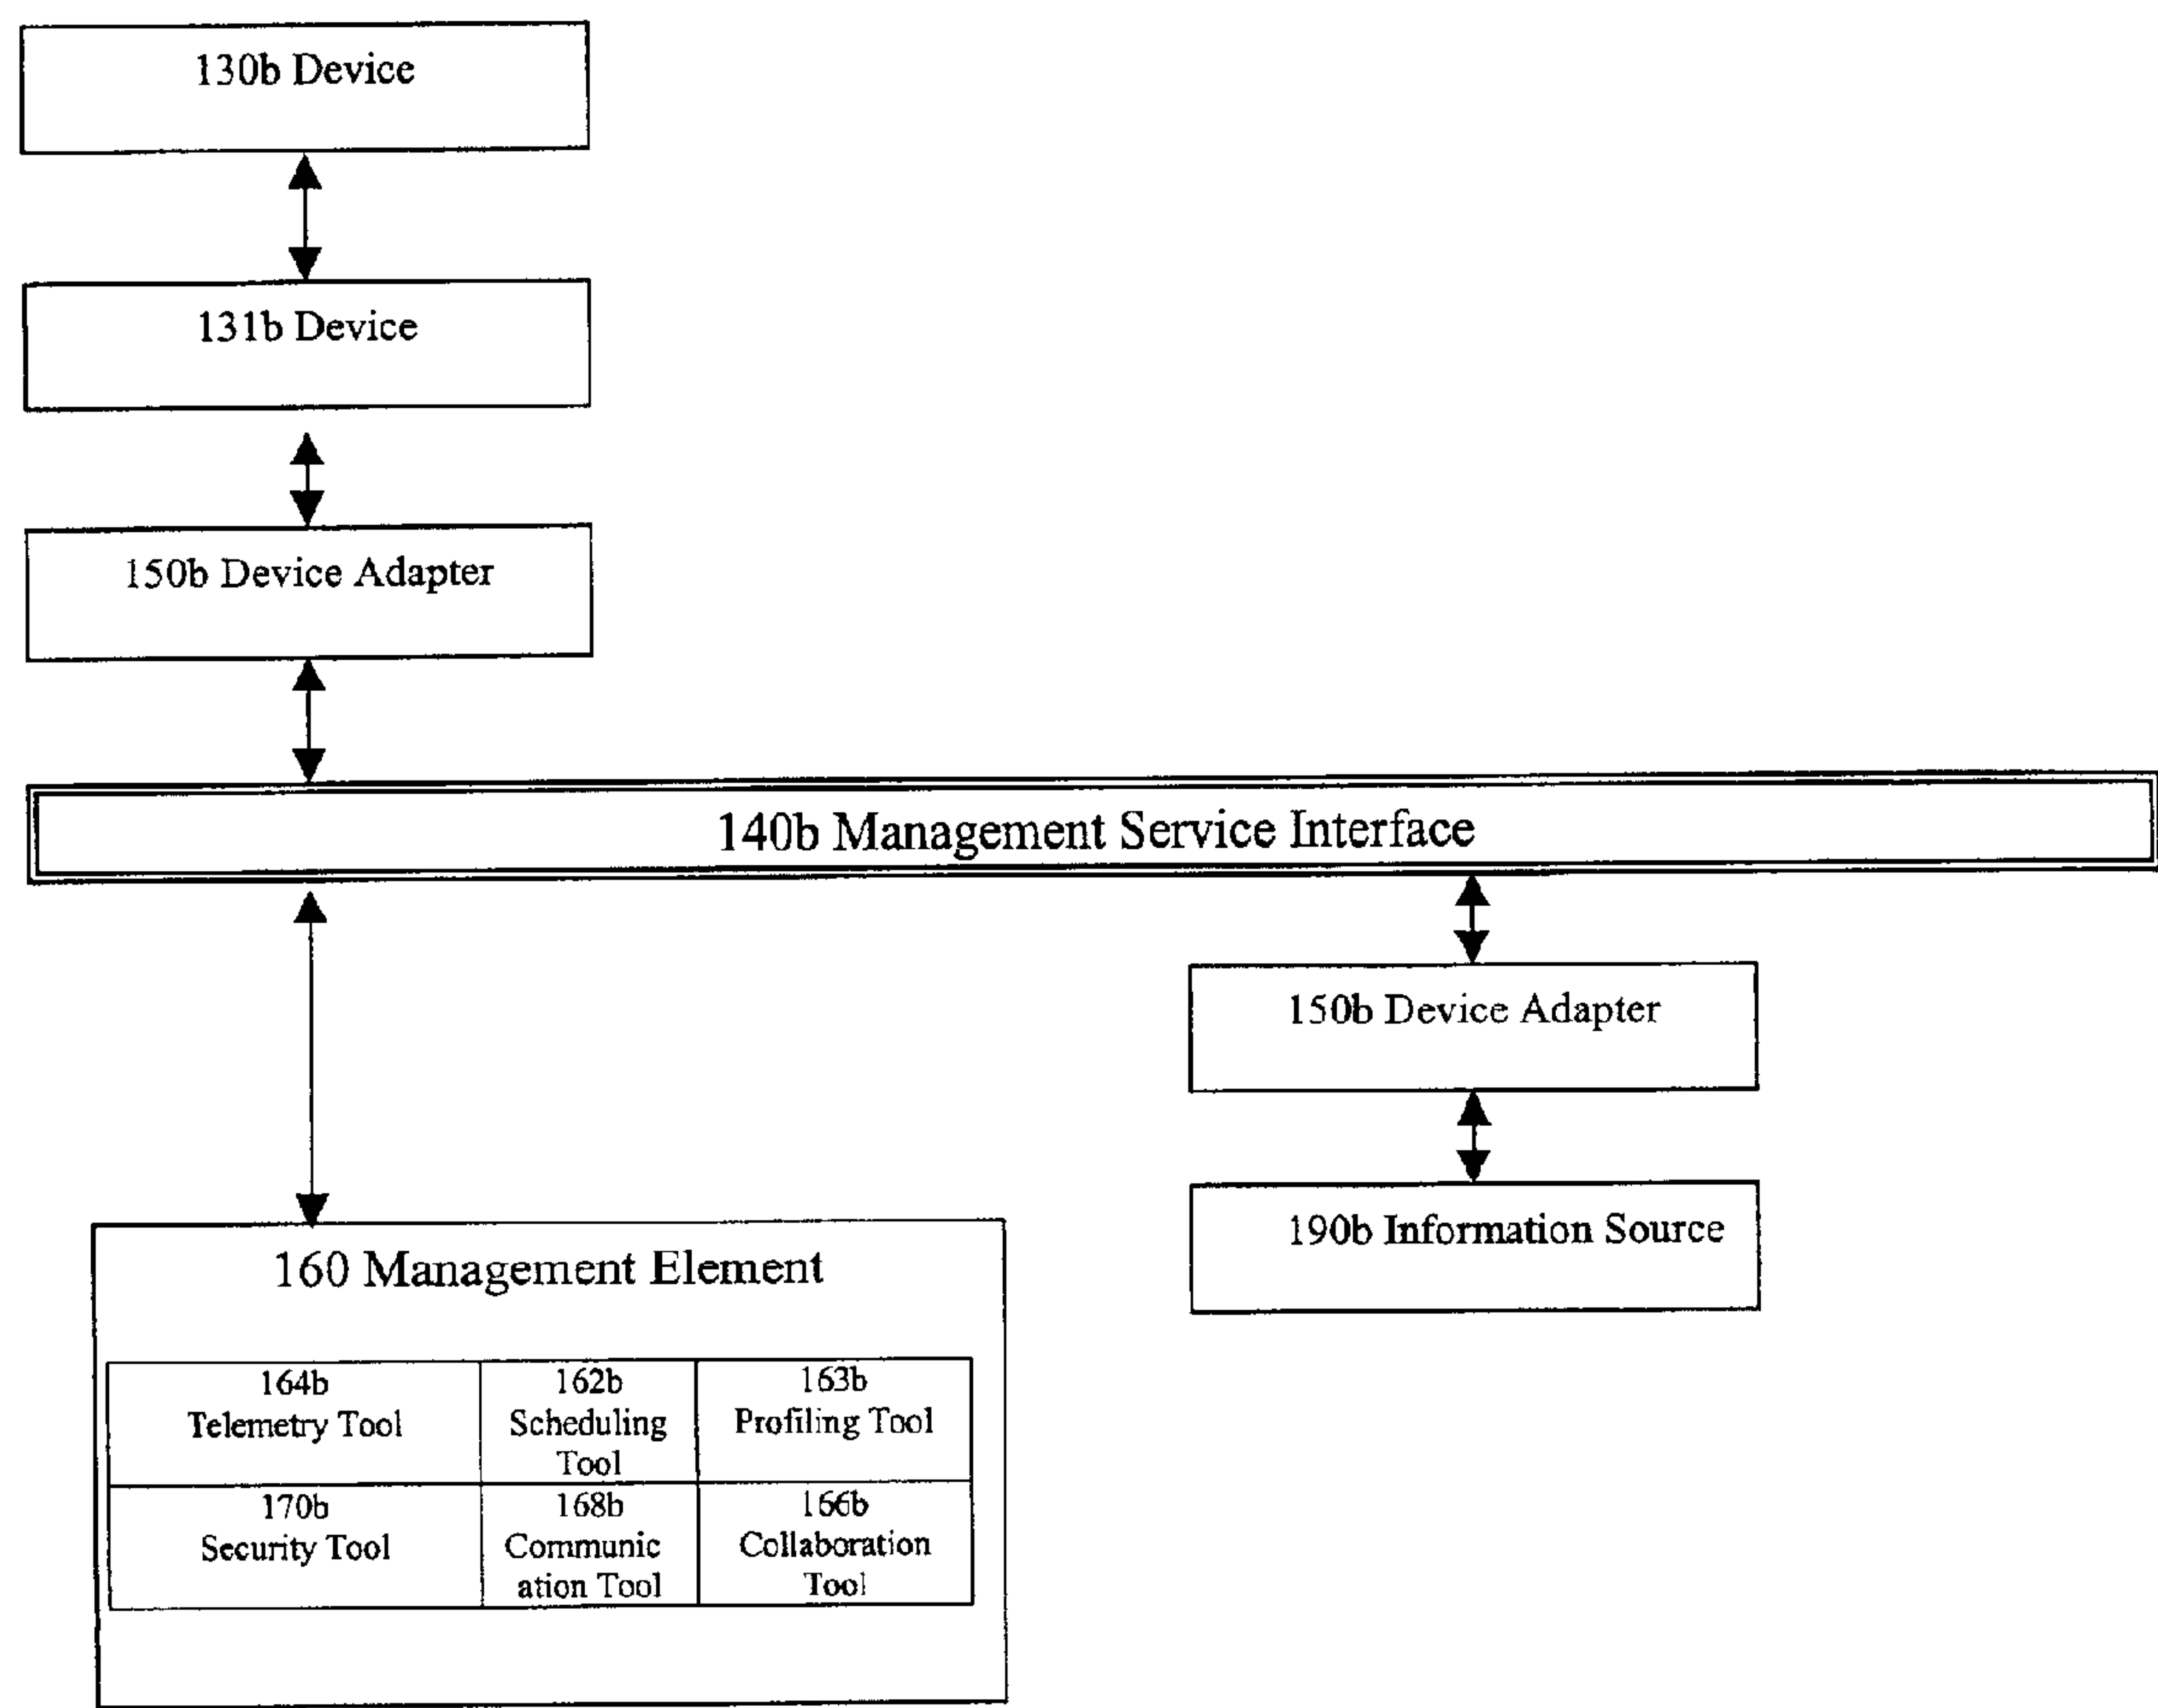 130b Device
131b Device
150b Device Adapter
140b Management Service Interface
150b Device Adapter
190b Information Source
160 Management Element
164b
Telemetry Tool
162b
Scheduling
Tool
163b
Profiling Tool
170b
Security Tool
168b
Communic
ation Tool
166b
Collaboration
Tool